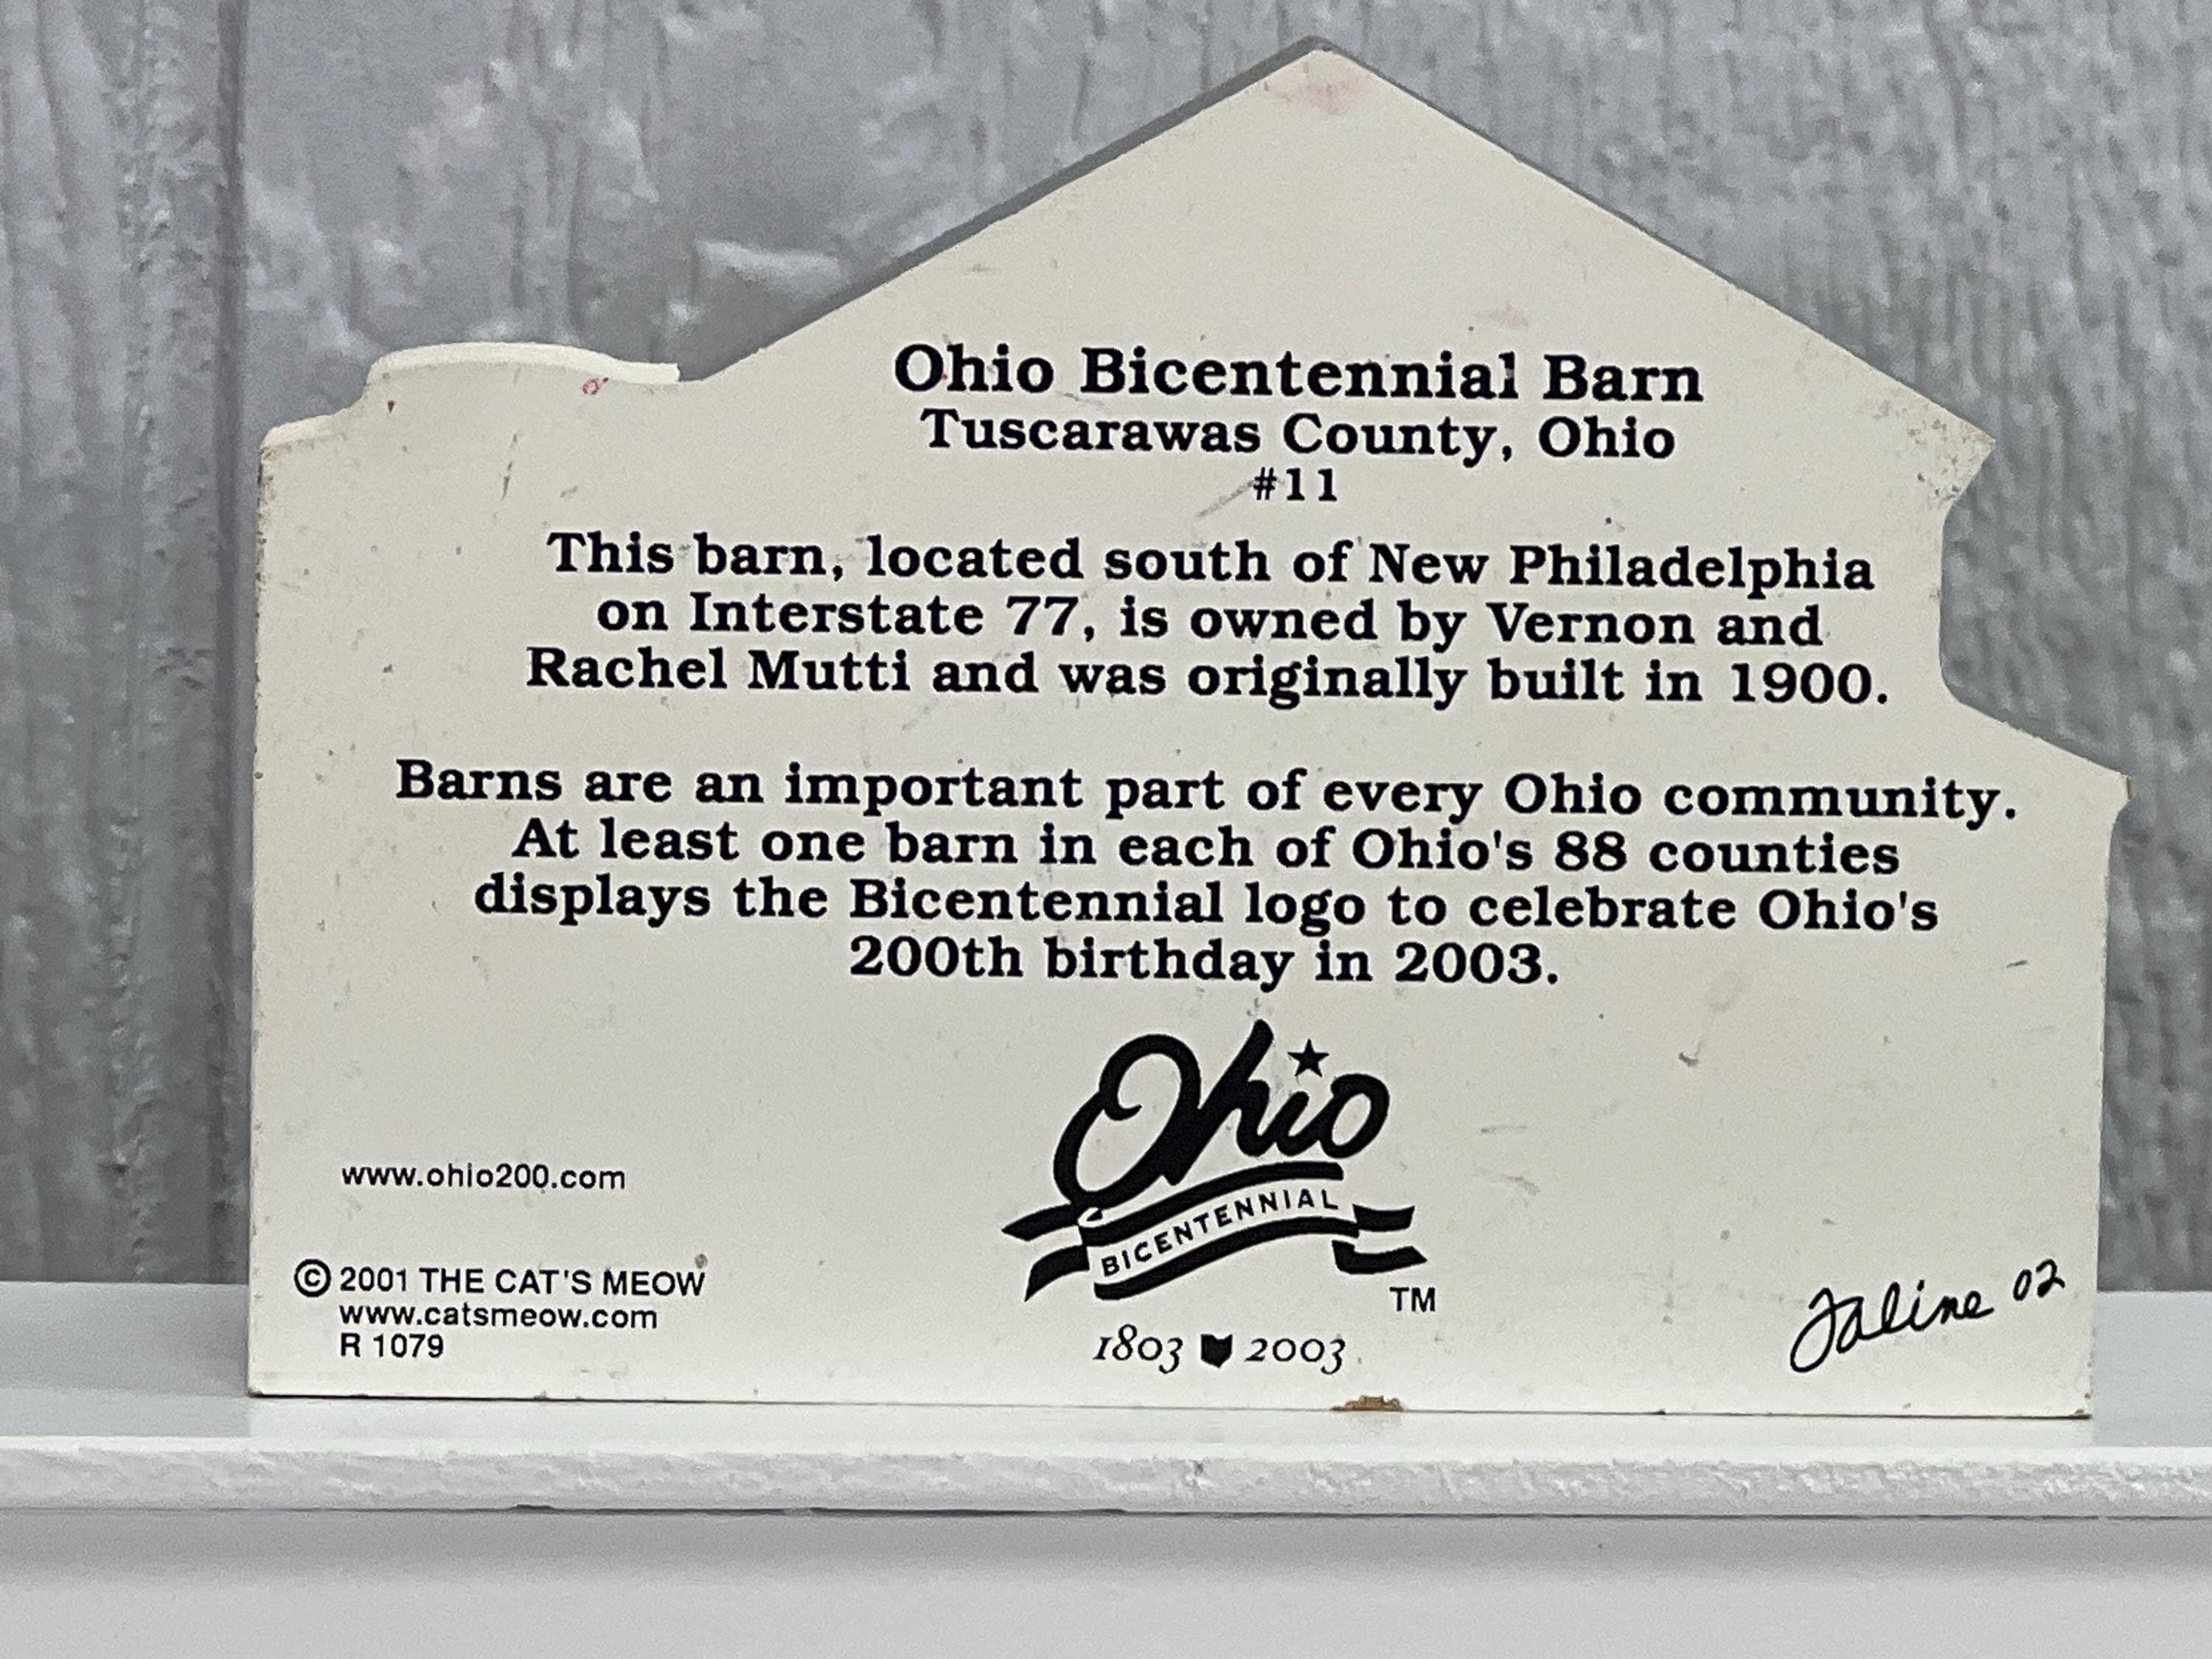 Ohio Bicentennial Barn
Tuscarawas County, Ohio
#11
This barn, located south of New Philadelphia
on Interstate 77, is owned by Vernon and
Rachel Mutti and was originally built in 1900.
Barns are an important part of every Ohio community.
At least one barn in each of Ohio's 88 counties
displays the Bicentennial logo to celebrate Ohio's
200th birthday in 2003.
Ohio
BICENTENNIAL
TM
1803 2003
www.ohio200.com
© 2001 THE CAT'S MEOW
www.catsmeow.com
R 1079
Faline 02